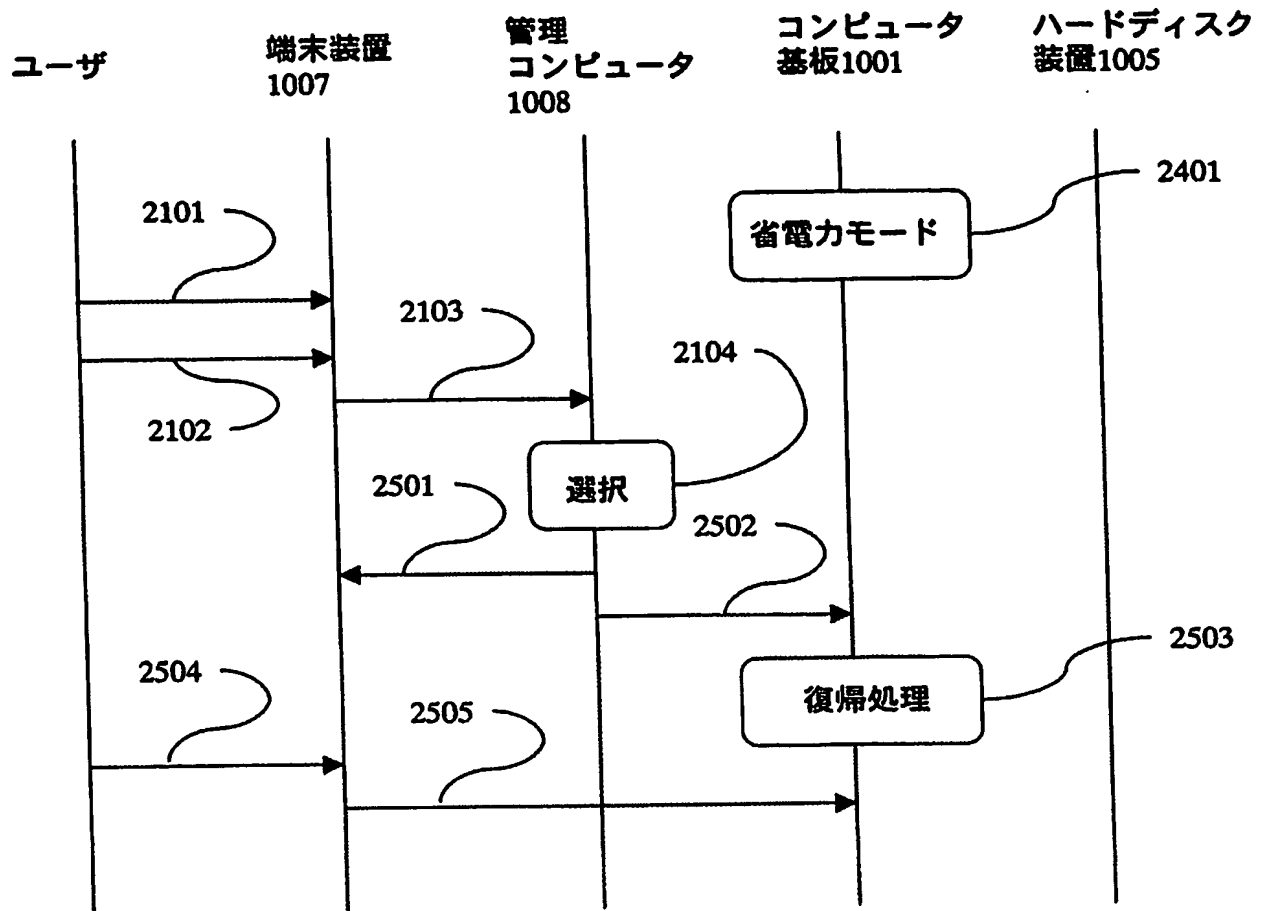 ユーザ
端末装置
1007
管理
コンピュータ
1008
コンピュータ
基板1001
ハードディスク
装置1005
2401
省電力モード
2101
2103
2104
2102
選択
2501
2502
2503
復帰処理
2504
2505